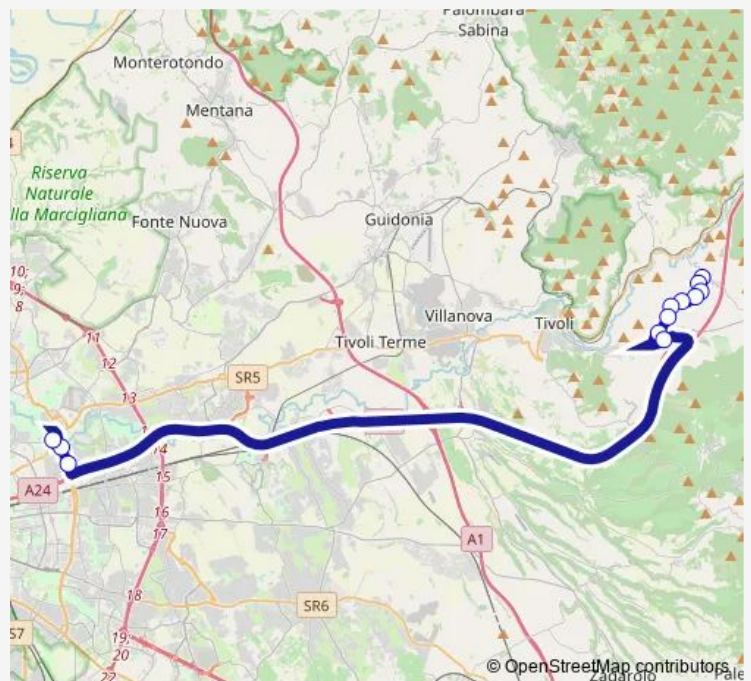 Palombara
Sabina
Monterotondo
Mentana
Riserva
Naturale
lla Marcigliana
Fonte Nuova
Guidonia
10;
9;
8
11
12
13
Villanova
Tivoli
Tivoli Terme
SR5
14
15
A24
16
17
A1
18
SR6
S7
19;
20
22
© OpenStreetMap contributors
Zagarolo
Pale